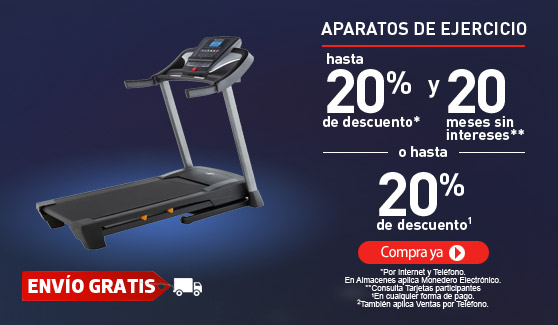 APARATOS DE EJERCICIO
hasta
20% y 20
de descuento* meses sin
intereses**
o hasta
20%
de descuento¹
Compra ya
ENVÍO GRATIS
*Por Internet y Teléfono.
En Almacenes aplica Monedero Electrónico.
**Consulta Tarjetas participantes
¹En cualquier forma de pago.
²También aplica Ventas por Teléfono.